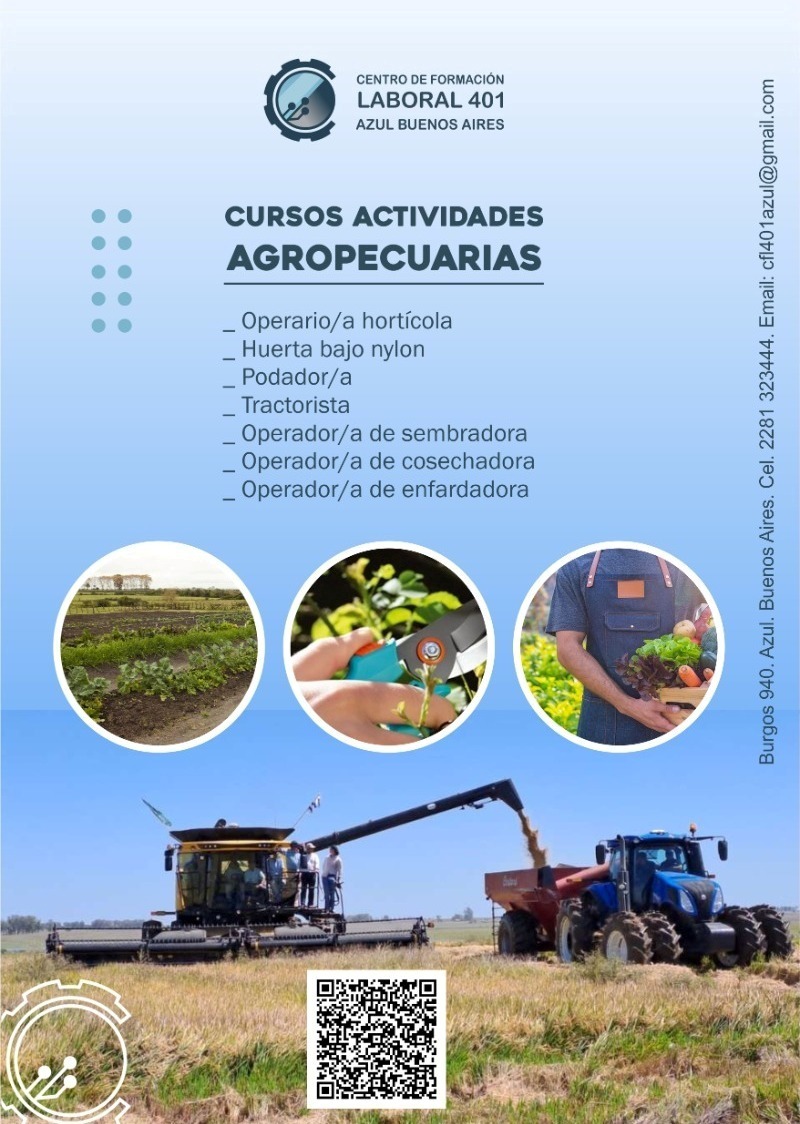 CENTRO DE FORMACIÓN
LABORAL 401
AZUL BUENOS AIRES
CURSOS ACTIVIDADES
AGROPECUARIAS
_ Operario/a hortícola
_ Huerta bajo nylon
_ Podador/a
_ Tractorista
_ Operador/a de sembradora
_ Operador/a de cosechadora
_ Operador/a de enfardadora
Burgos 940. Azul. Buenos Aires. Cel. 2281 323444. Email: cfl401azul@gmail.com